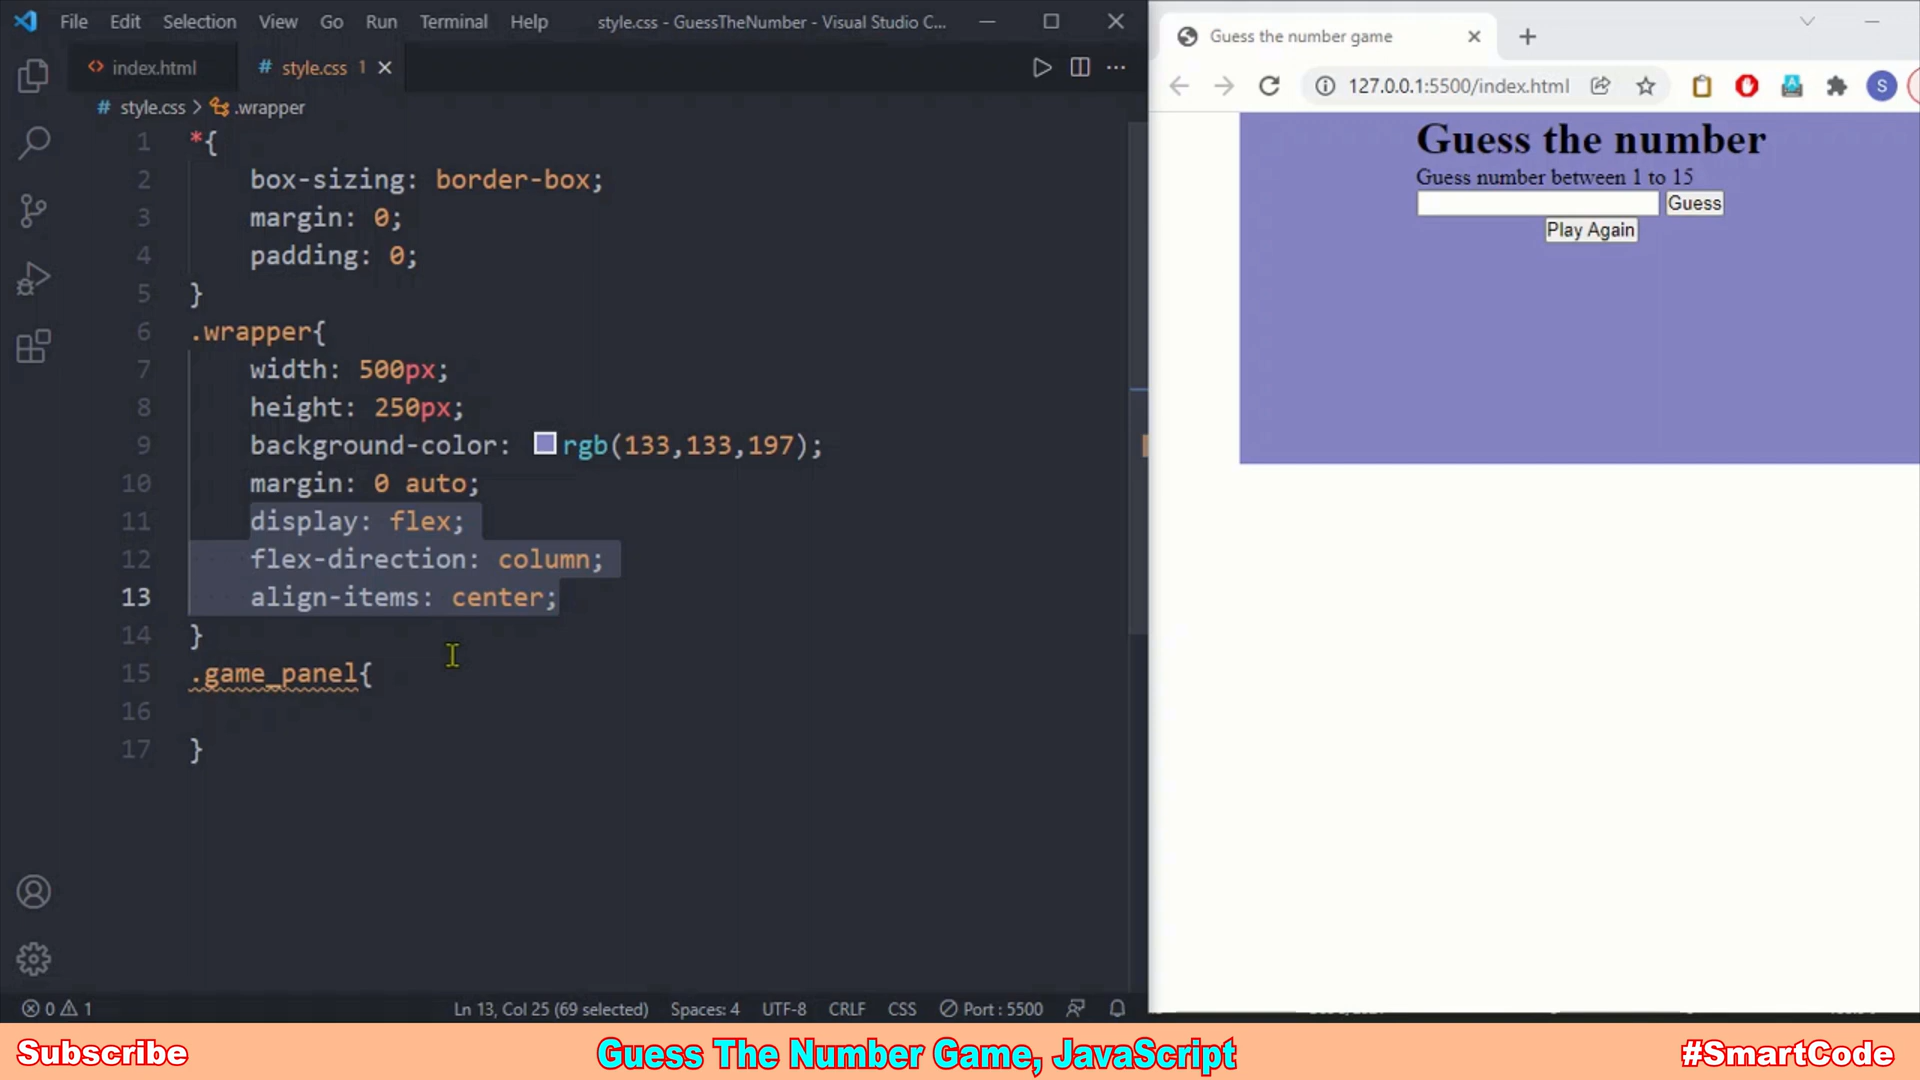 File Edit Selection View Go Run Terminal Help style.css - GuessTheNumber - Visual Studio C...
index.html
style.css 1
style.css > .wrapper
1 *{
2 box-sizing: border-box;
3 margin: 0;
4 padding: 0;
5 }
6 .wrapper{
7 width: 500px;
8 height: 250px;
9 background-color: rgb(133,133,197);
10 margin: 0 auto;
11 display: flex;
12 flex-direction: column;
13 align-items: center;
14 }
15 .game_panel{
16
17 }
0 1 Ln 13, Col 25 (69 selected) Spaces: 4 UTF-8 CRLF CSS Port : 5500
Guess the number game
127.0.0.1:5500/index.html
S
Guess the number
Guess number between 1 to 15
Guess
Play Again
Subscribe
Guess The Number Game, JavaScript
#SmartCode